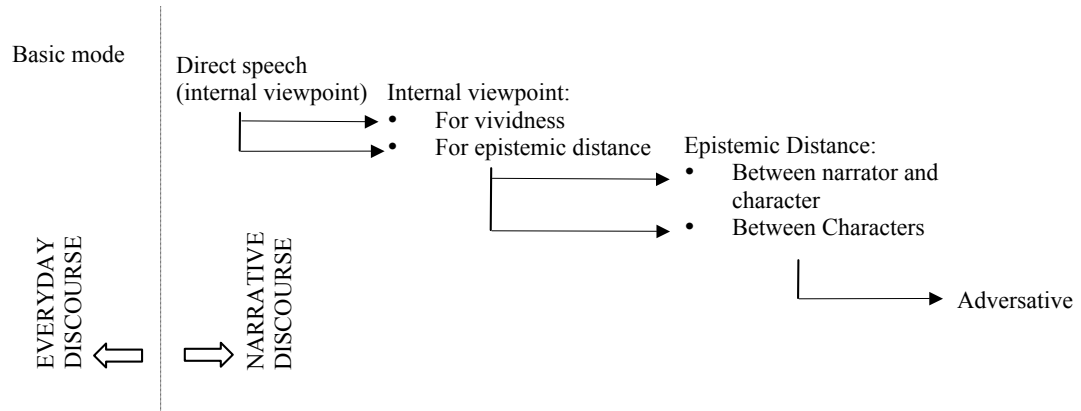 Basic mode
Direct speech
(internal viewpoint)
Internal viewpoint:
• For vividness
• For epistemic distance
Epistemic Distance:
• Between narrator and
character
• Between Characters
Adversative
EVERYDAY
DISCOURSE
NARRATIVE
DISCOURSE